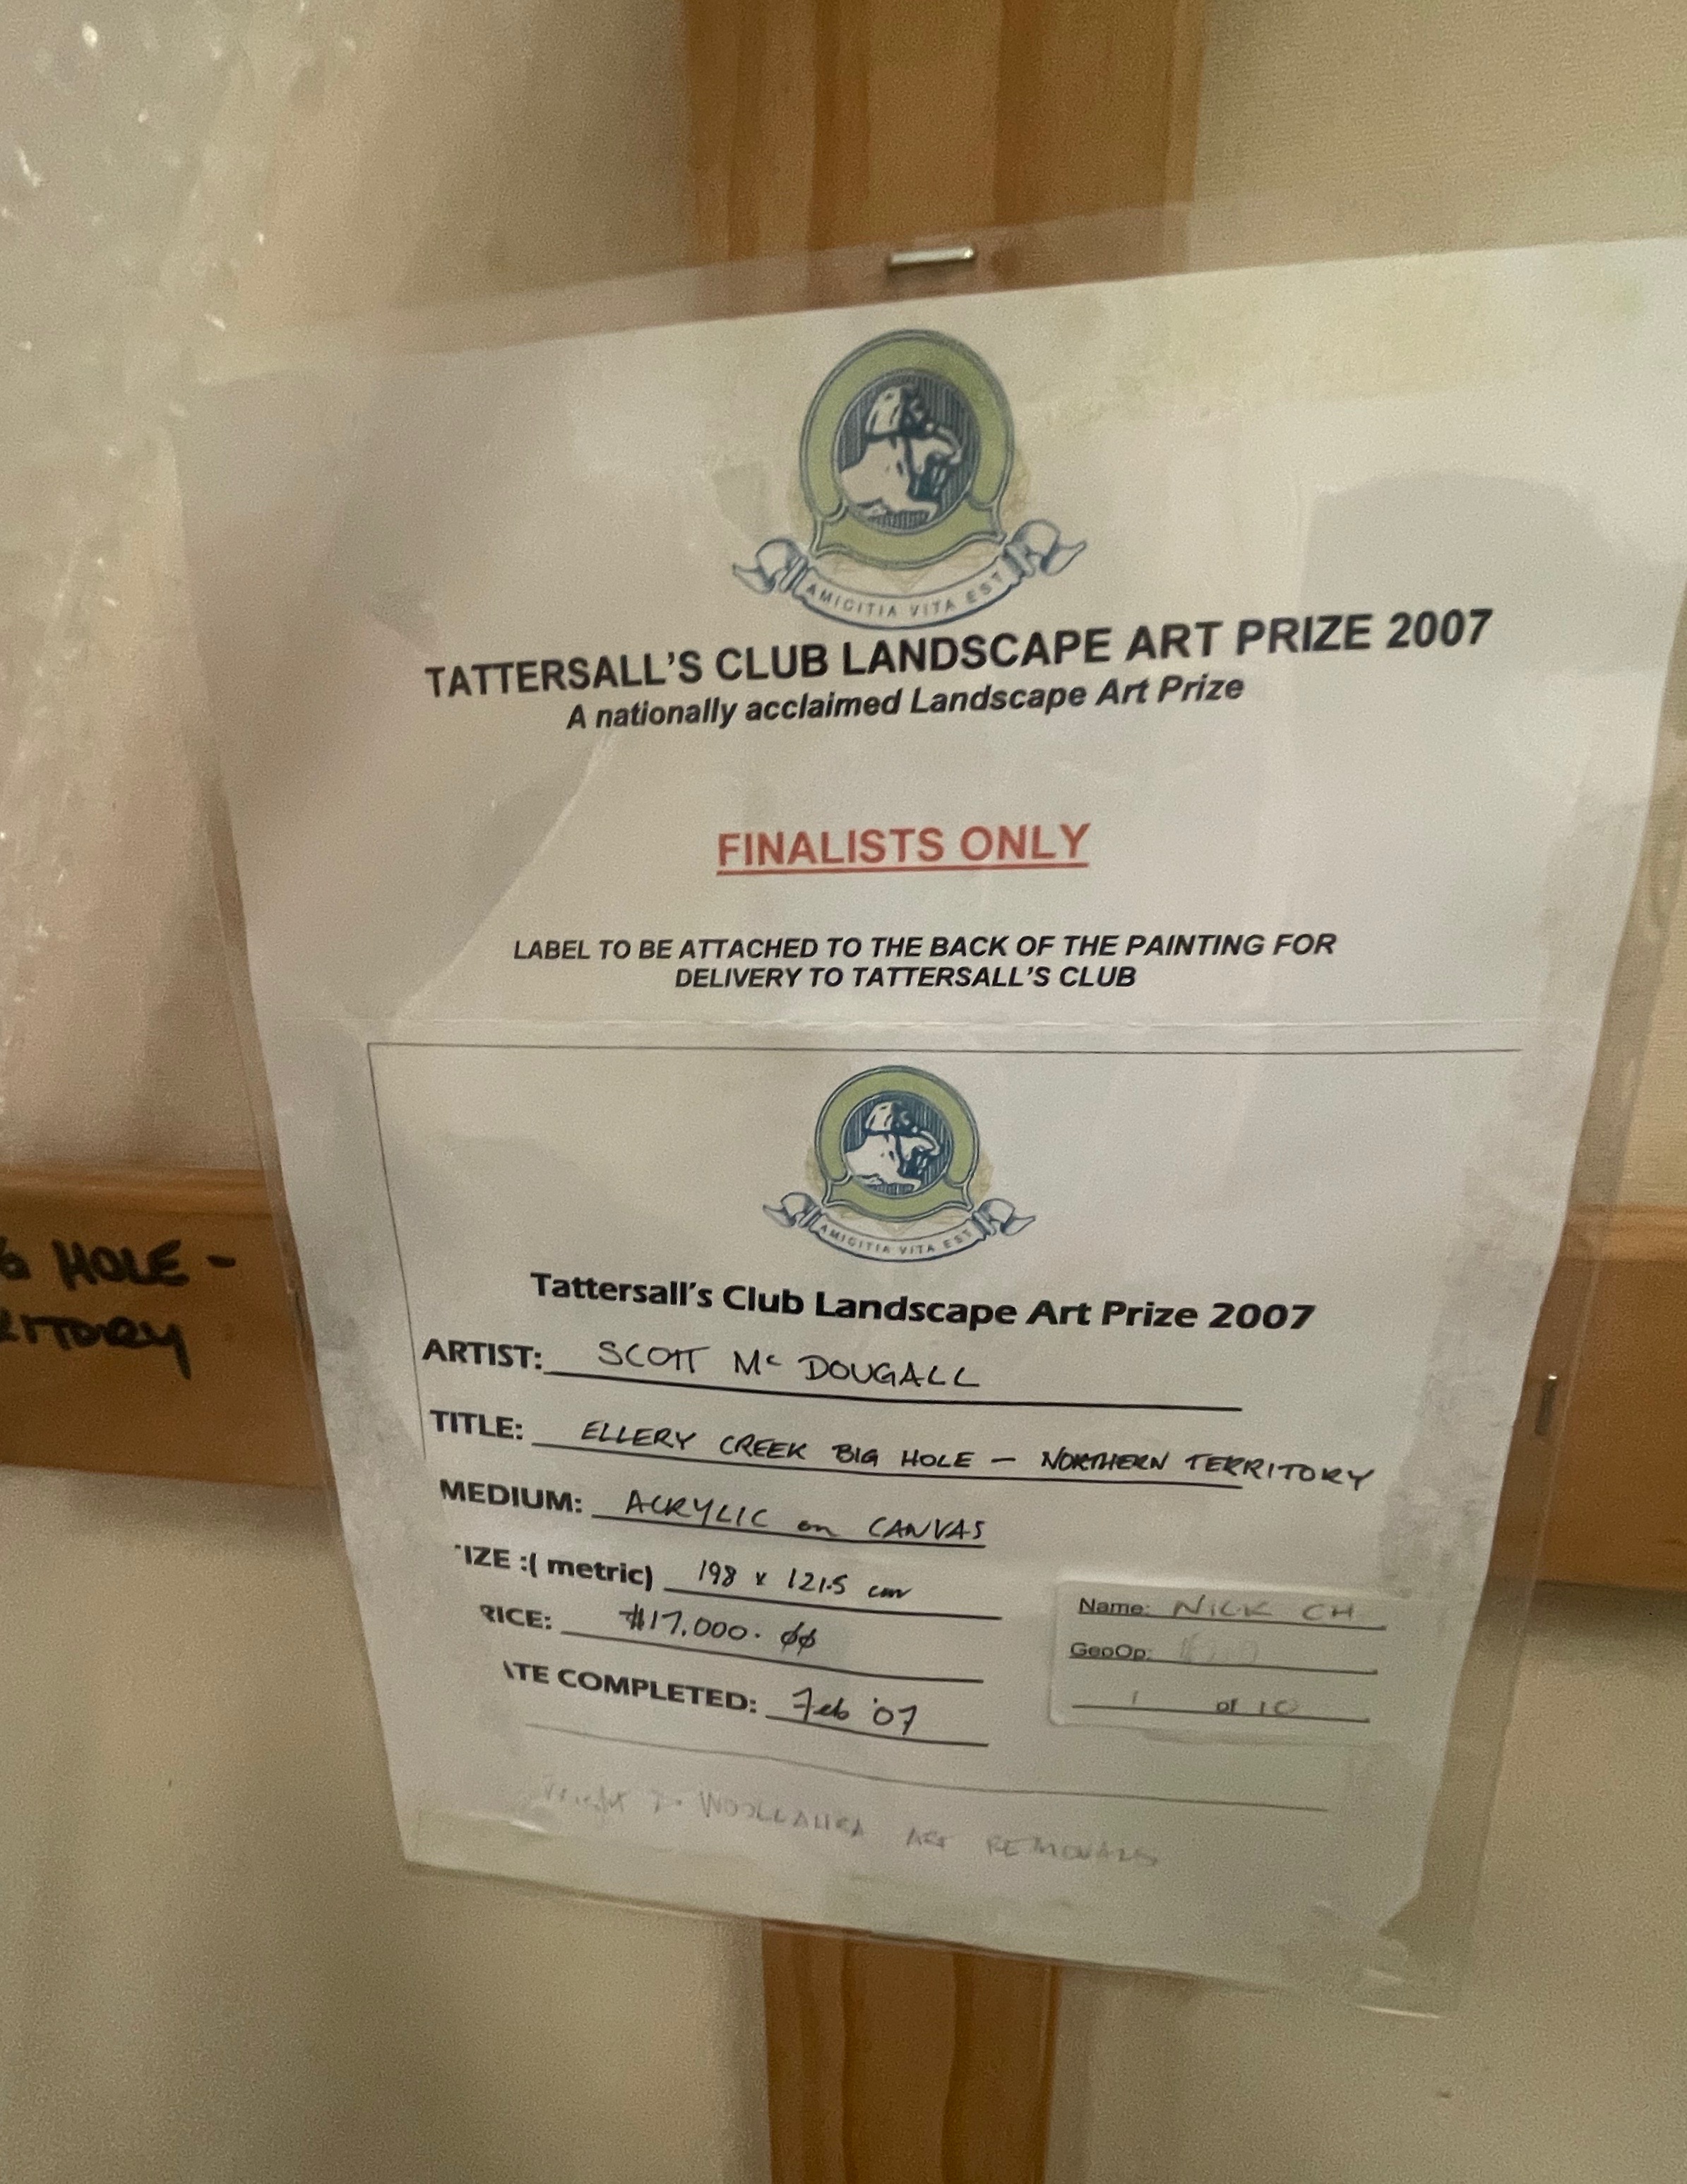 AMICITIA VITA EST
TATTERSALL'S CLUB LANDSCAPE ART PRIZE 2007
A nationally acclaimed Landscape Art Prize
FINALISTS ONLY
LABEL TO BE ATTACHED TO THE BACK OF THE PAINTING FOR
DELIVERY TO TATTERSALL'S CLUB
AMICITIA VITA EST
Tattersall's Club Landscape Art Prize 2007
ARTIST: SCOTT Mc DOUGALL
TITLE: ELLERY CREEK BIG HOLE - NORTHERN TERRITORY
MEDIUM: ACRYLIC on CANVAS
IZE :( metric) 198 x 121.5 cm
RICE: $17,000.00
ATE COMPLETED: Feb '07
Name: NICK CH
GeoOp:
1 of 10
WOOLLAHRA ART REMOVALS
G HOLE -
RITORY